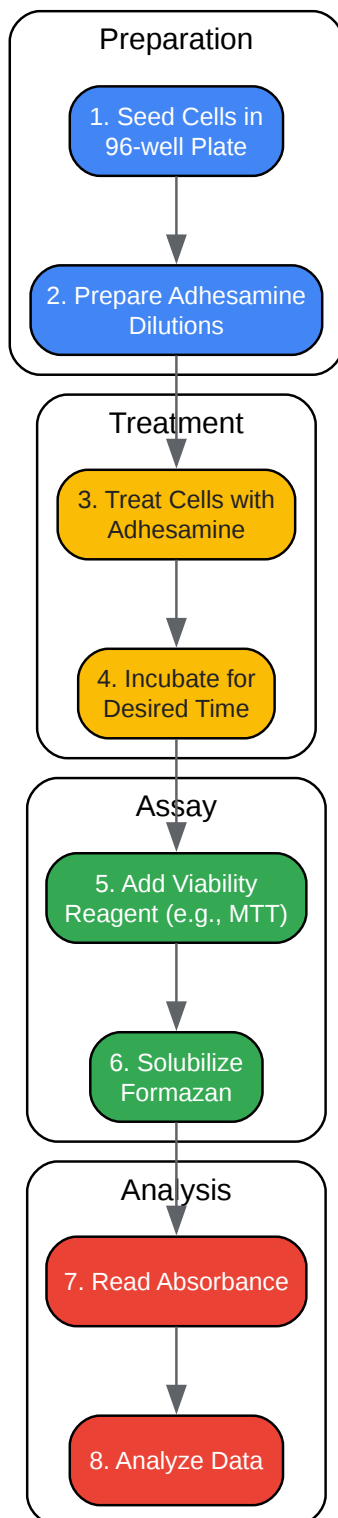 Preparation
1. Seed Cells in
96-well Plate
2. Prepare Adhesamine
Dilutions
Treatment
3. Treat Cells with
Adhesamine
4. Incubate for
Desired Time
Assay
5. Add Viability
Reagent (e.g., MTT)
6. Solubilize
Formazan
Analysis
7. Read Absorbance
8. Analyze Data